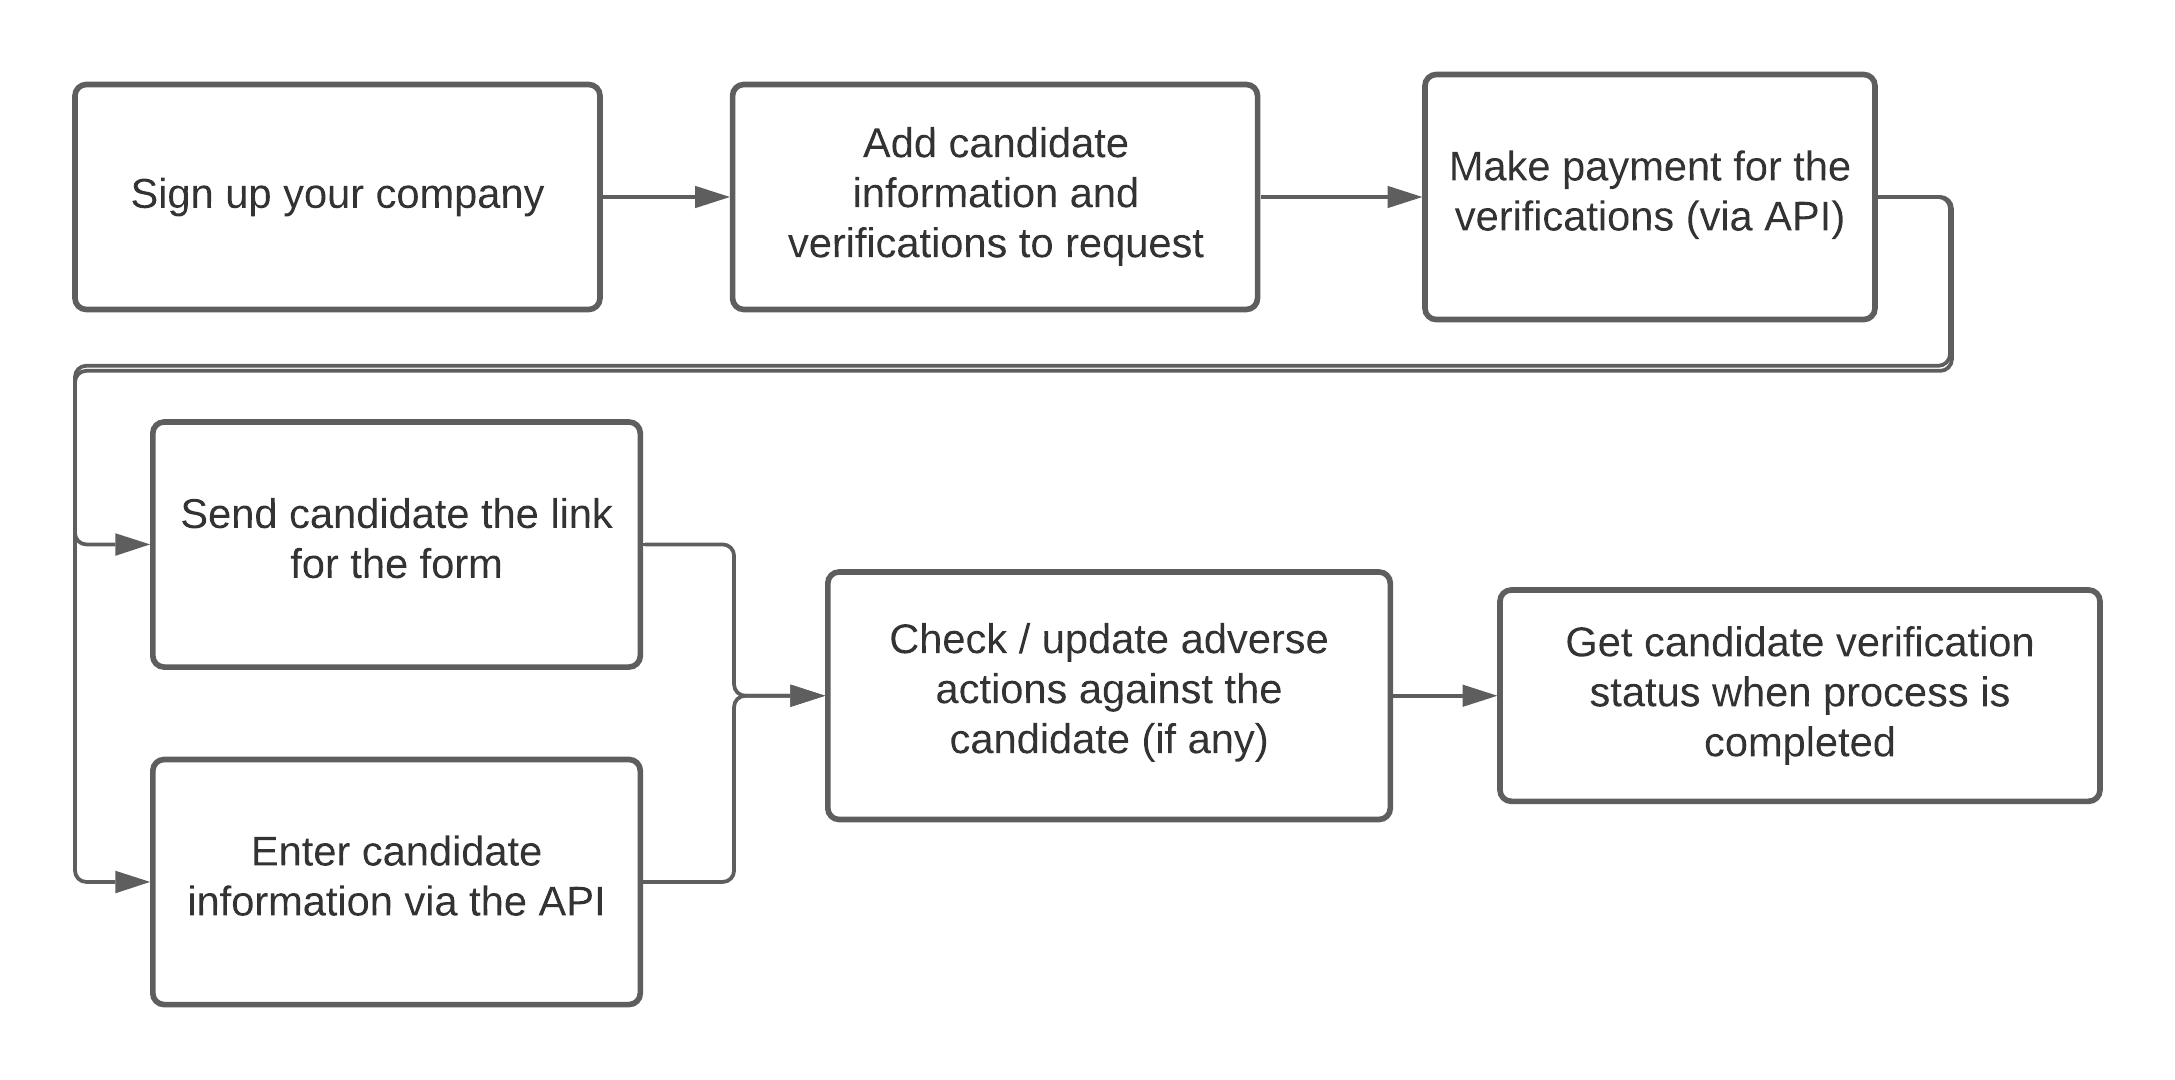 Sign up your company
Add candidate
information and
verifications to request
Make payment for the
verifications (via API)
Send candidate the link
for the form
Enter candidate
information via the API
Check / update adverse
actions against the
candidate (if any)
Get candidate verification
status when process is
completed